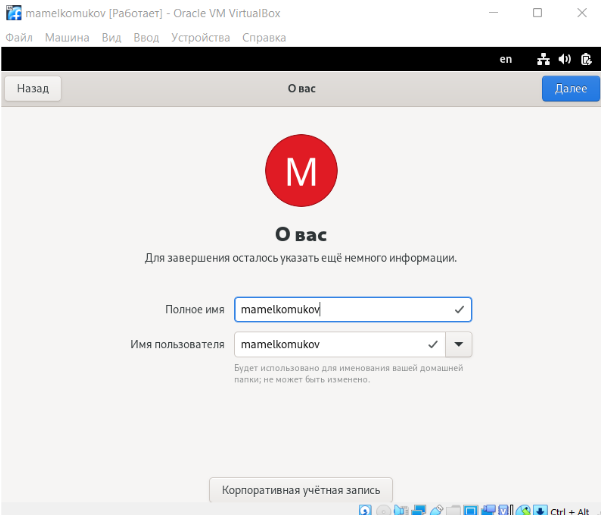 mamelkomukov [Работает] - Oracle VM VirtualBox
Файл Машина Вид Ввод Устройства Справка
en
Назад О вас Далее
M
О вас
Для завершения осталось указать ещё немного информации.
Полное имя mamelkomukov
Имя пользователя mamelkomukov
Будет использовано для именования вашей домашней
папки; не может быть изменено.
Корпоративная учётная запись
Ctrl + Alt